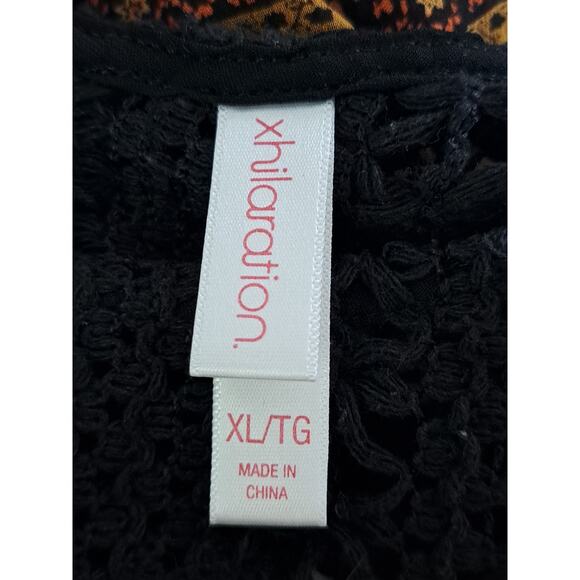 xhilaration.
XL/TG
MADE IN
CHINA